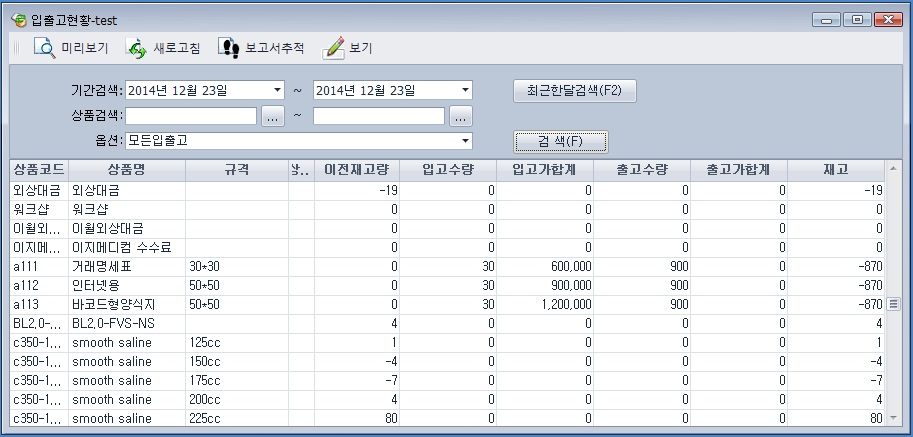 입출고현황-test
미리보기 새로고침 보고서추적 보기
기간검색: 2014년 12월 23일 ~ 2014년 12월 23일 최근한달검색(F2)
상품검색: ... ~ ...
옵션: 모든입출고 검 색(F)
상품코드 상품명 규격 이전재고량 입고수량 입고가합계 출고수량 출고가합계 재고
외상대금 외상대금 -19 0 0 0 0 -19
워크샵 워크샵 0 0 0 0 0 0
이월외... 이월외상대금 0 0 0 0 0 0
이지메... 이지메디컴 수수료 0 0 0 0 0 0
a111 거래명세표 30*30 0 30 600,000 900 0 -870
a112 인터넷용 50*50 0 30 900,000 900 0 -870
a113 바코드형양식지 50*50 0 30 1,200,000 900 0 -870
BL2,0-... BL2,0-FVS-NS 4 0 0 0 0 4
c350-1... smooth saline 125cc 1 0 0 0 0 1
c350-1... smooth saline 150cc -4 0 0 0 0 -4
c350-1... smooth saline 175cc -7 0 0 0 0 -7
c350-1... smooth saline 200cc 4 0 0 0 0 4
c350-1... smooth saline 225cc 80 0 0 0 0 80